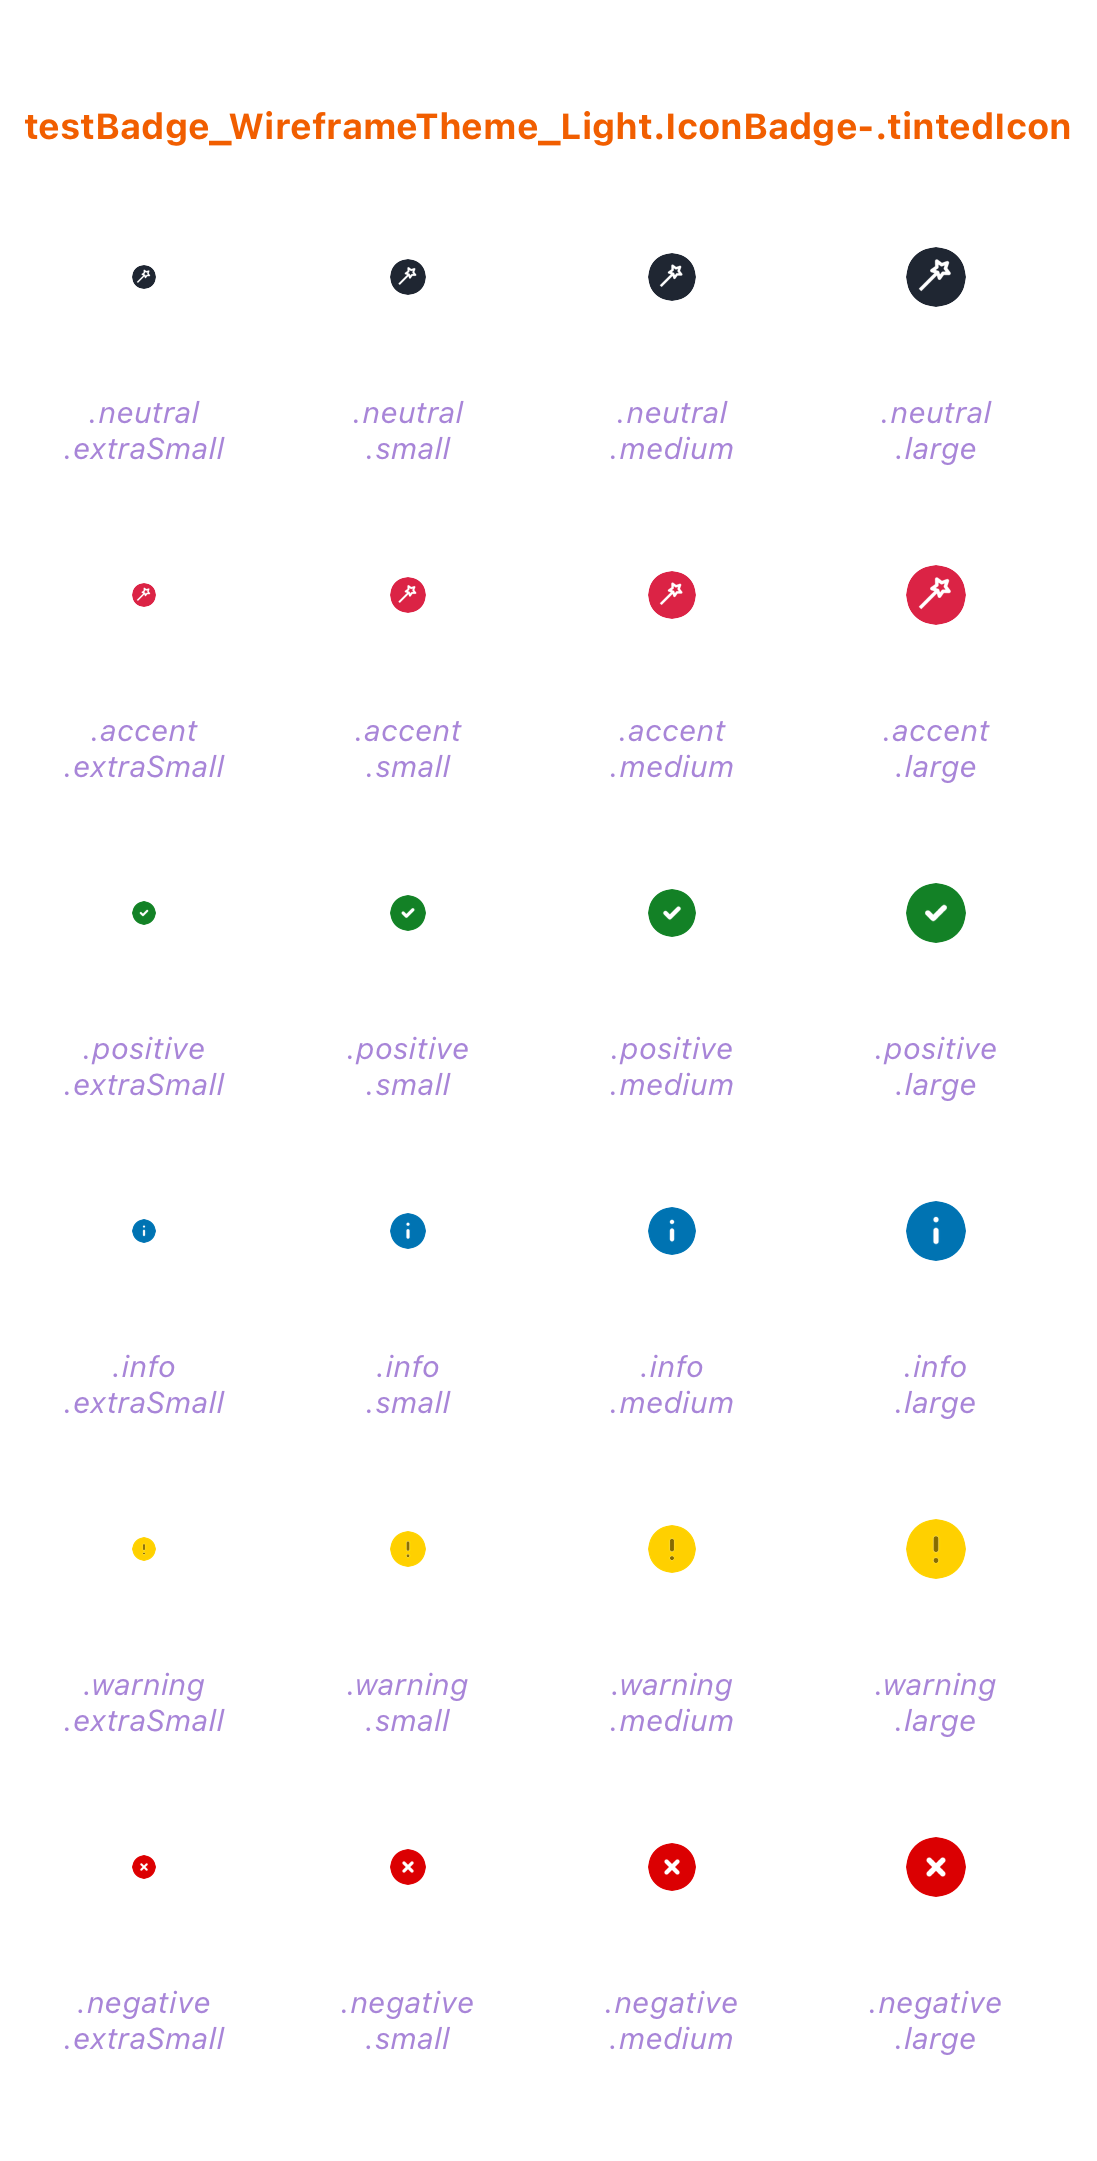 testBadge_WireframeTheme_Light.IconBadge-.tintedIcon
.neutral .neutral .neutral .neutral
.extraSmall .small .medium .large
.accent .accent .accent .accent
.extraSmall .small .medium .large
.positive .positive .positive .positive
.extraSmall .small .medium .large
.info .info .info .info
.extraSmall .small .medium .large
.warning .warning .warning .warning
.extraSmall .small .medium .large
.negative .negative .negative .negative
.extraSmall .small .medium .large